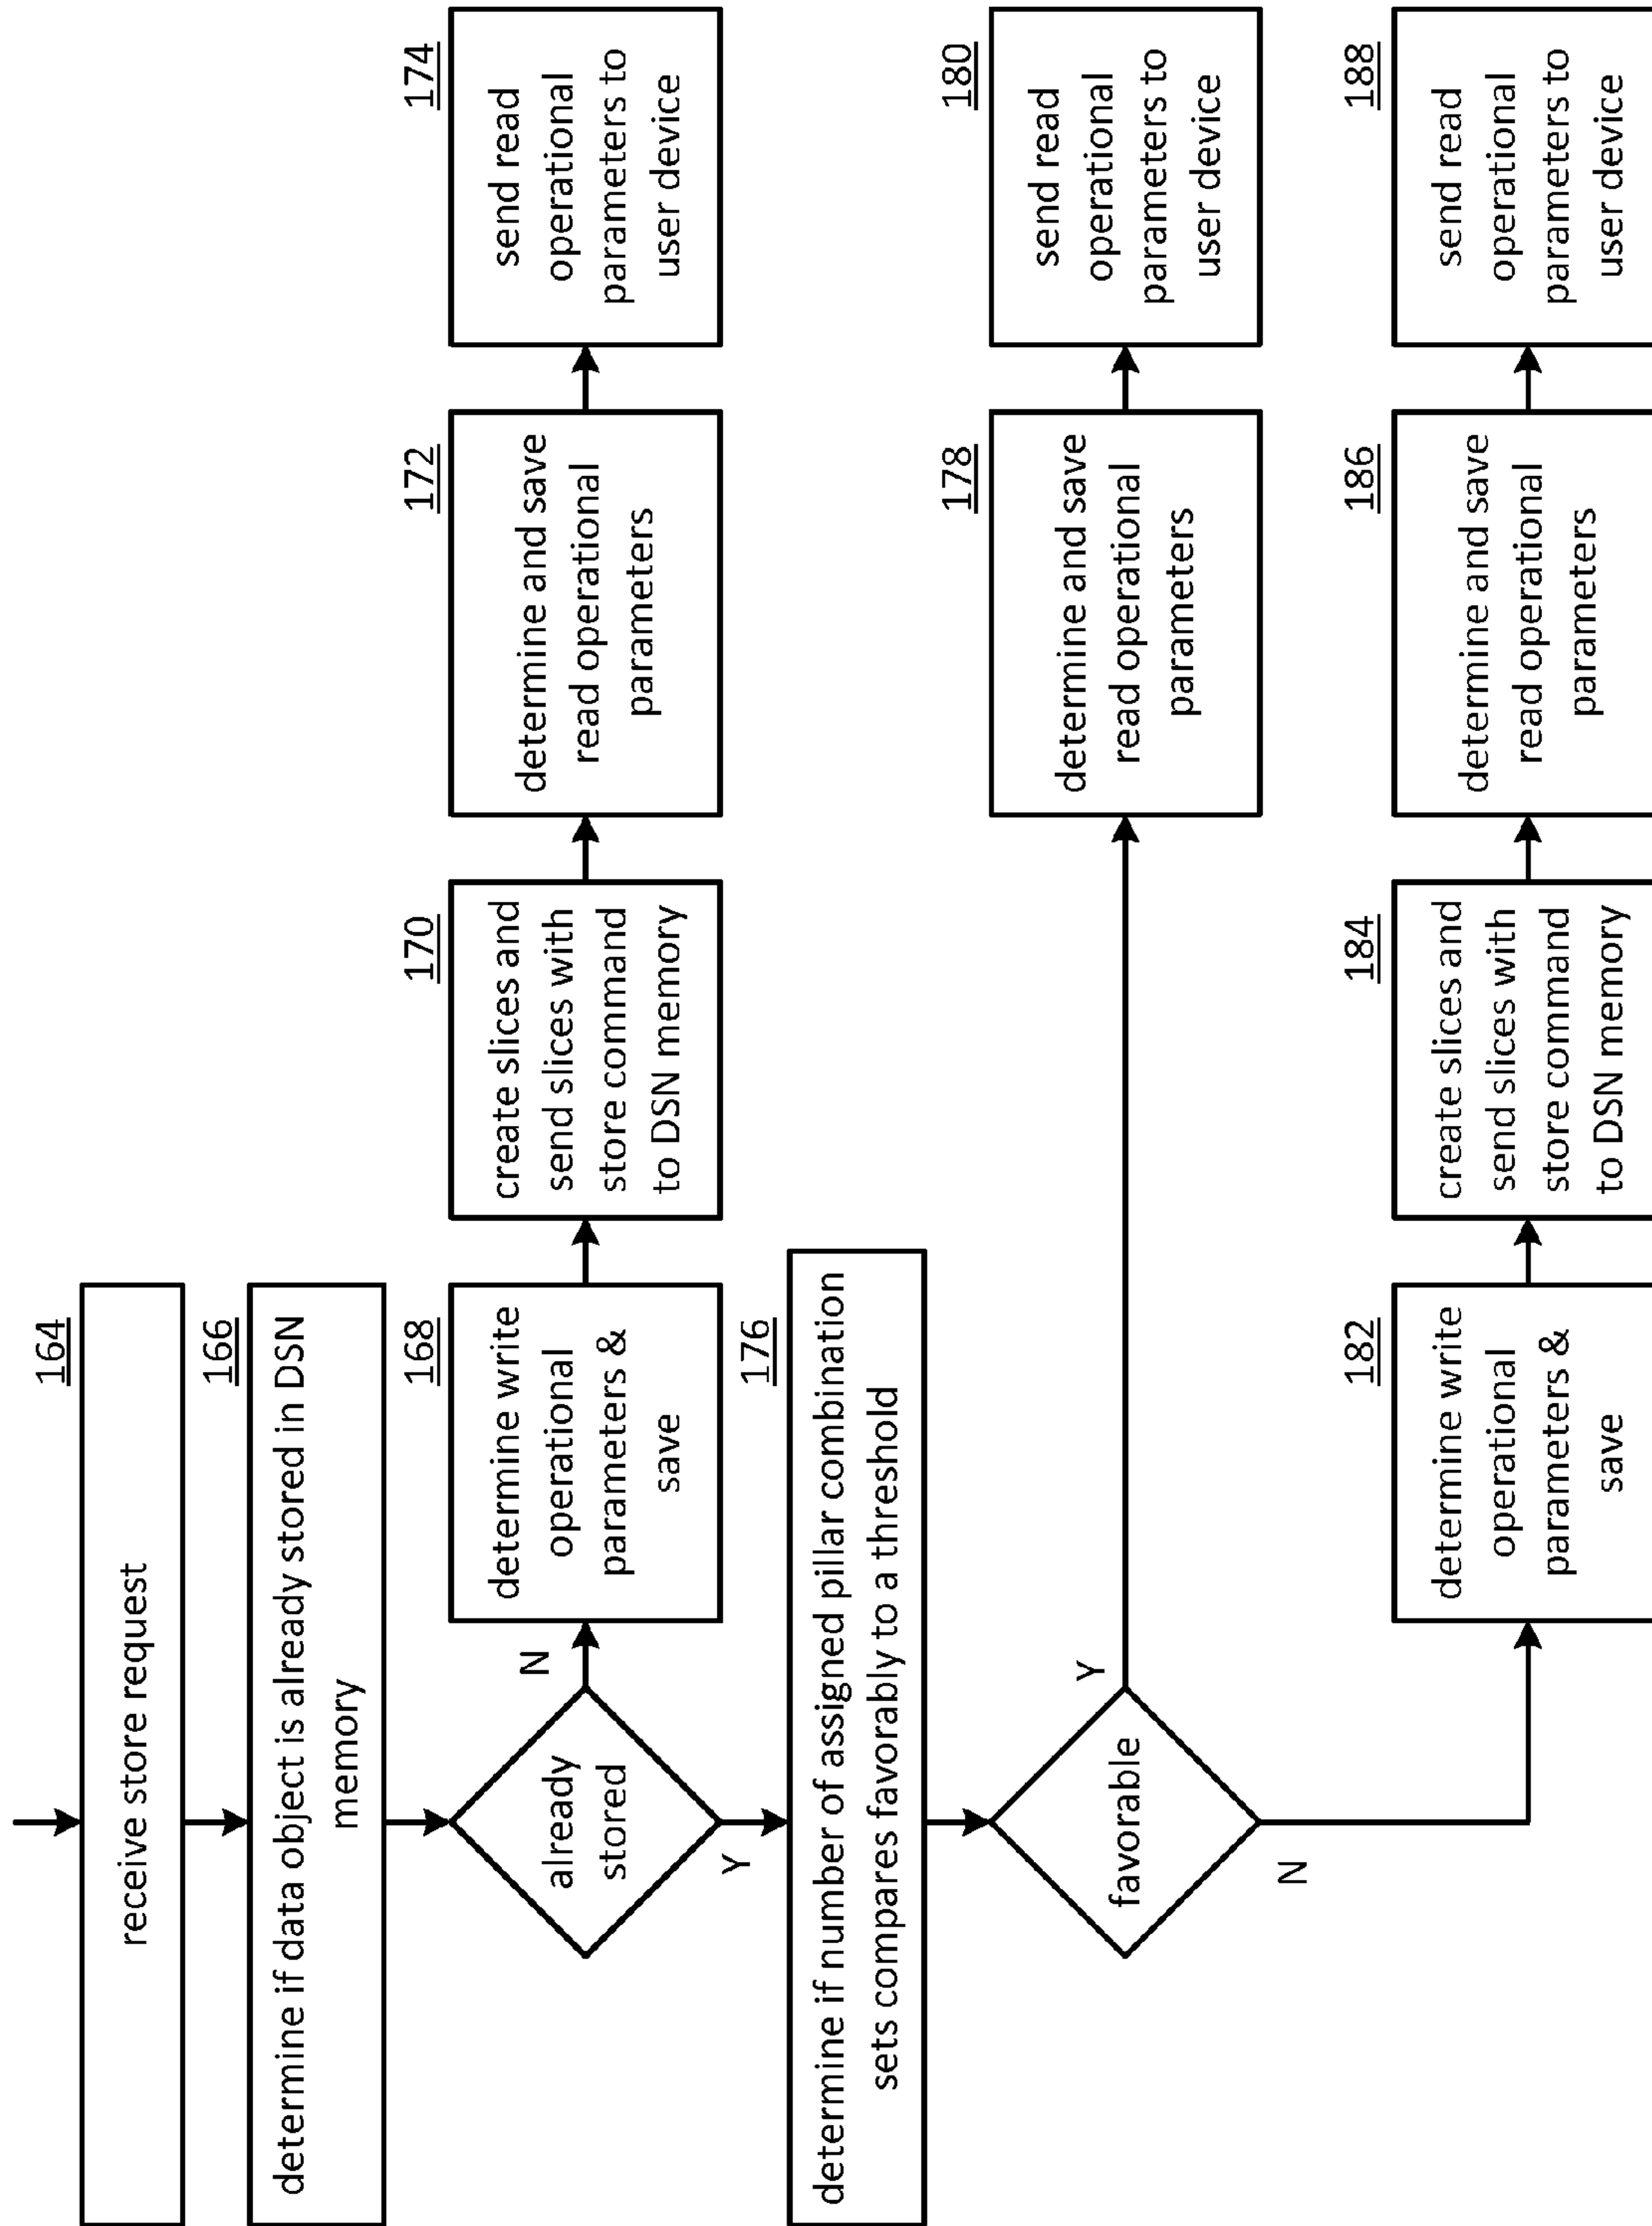 164
receive store request
166
determine if data object is already stored in DSN
memory
already
stored
N
Y
168
determine write
operational
parameters &
save
170
create slices and
send slices with
store command
to DSN memory
172
determine and save
read operational
parameters
174
send read
operational
parameters to
user device
176
determine if number of assigned pillar combination
sets compares favorably to a threshold
favorable
Y
N
178
determine and save
read operational
parameters
180
send read
operational
parameters to
user device
182
determine write
operational
parameters &
save
184
create slices and
send slices with
store command
to DSN memory
186
determine and save
read operational
parameters
188
send read
operational
parameters to
user device